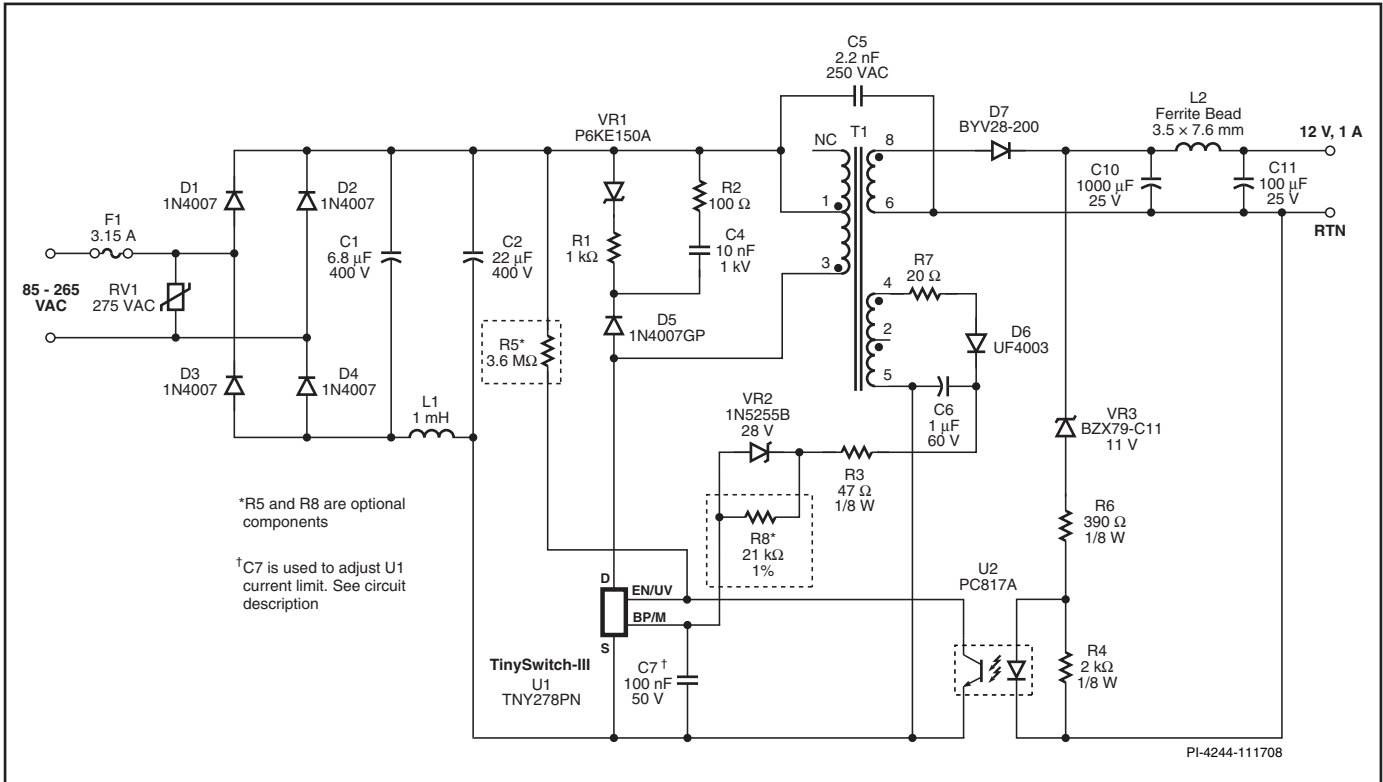 C5
2.2 nF
250 VAC
VR1
P6KE150A
NC
T1
8
D7
BYV28-200
L2
Ferrite Bead
3.5 × 7.6 mm
12 V, 1 A
D1
1N4007
D2
1N4007
R2
100 Ω
1
6
C10
1000 μF
25 V
C11
100 μF
25 V
RTN
F1
3.15 A
C1
6.8 μF
400 V
C2
22 μF
400 V
R1
1 kΩ
C4
10 nF
1 kV
3
R7
20 Ω
85 - 265
VAC
RV1
275 VAC
4
2
5
D6
UF4003
R5*
3.6 MΩ
D5
1N4007GP
D3
1N4007
D4
1N4007
L1
1 mH
VR2
1N5255B
28 V
C6
1 μF
60 V
VR3
BZX79-C11
11 V
R3
47 Ω
1/8 W
*R5 and R8 are optional
components
R8*
21 kΩ
1%
R6
390 Ω
1/8 W
†C7 is used to adjust U1
current limit. See circuit
description
D
EN/UV
BP/M
S
U2
PC817A
TinySwitch-III
U1
TNY278PN
C7†
100 nF
50 V
R4
2 kΩ
1/8 W
PI-4244-111708